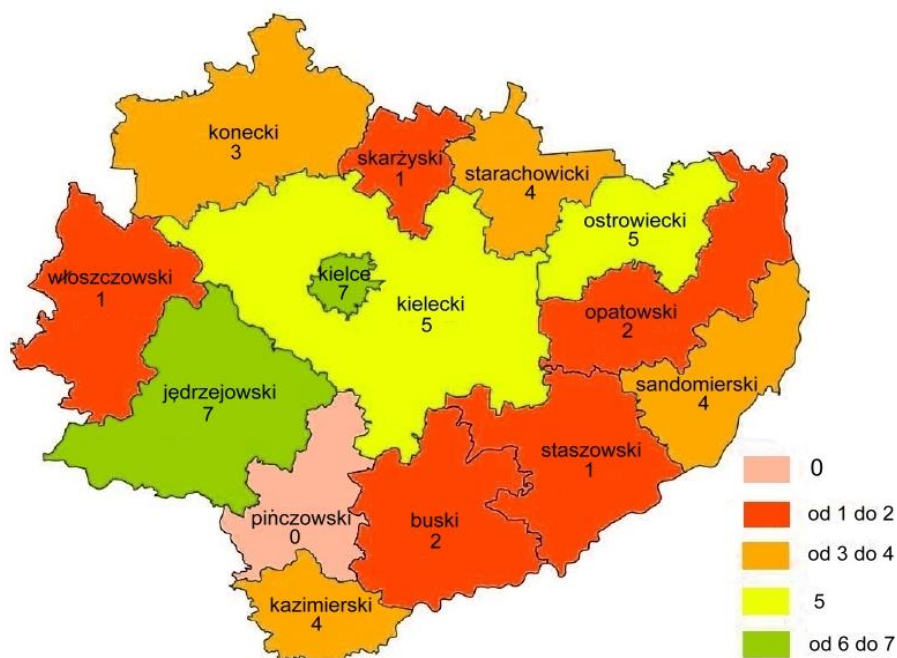 konecki
3
skarżyski
1
starachowicki
4
ostrowiecki
5
włoszczowski
1
kielce
7
kielecki
5
opatowski
2
jędrzejowski
7
sandomierski
4
staszowski
1
pińczowski
0
buski
2
kazimierski
4
0
od 1 do 2
od 3 do 4
5
od 6 do 7